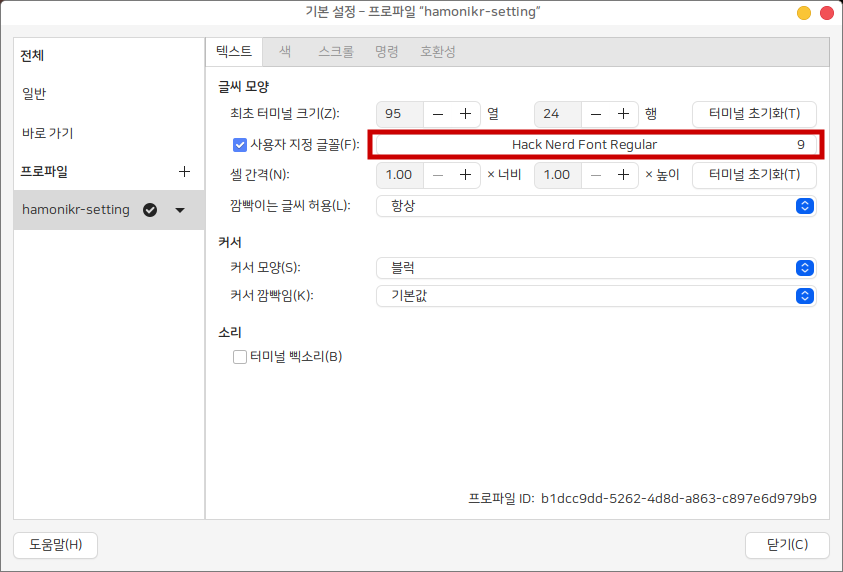 기본 설정 – 프로파일 “hamonikr-setting”
전체
일반
바로 가기
프로파일
hamonikr-setting
텍스트 색 스크롤 명령 호환성
글씨 모양
최초 터미널 크기(Z): 95 열 24 행 터미널 초기화(T)
사용자 지정 글꼴(F): Hack Nerd Font Regular 9
셀 간격(N): 1.00 × 너비 1.00 × 높이 터미널 초기화(T)
깜빡이는 글씨 허용(L): 항상
커서
커서 모양(S): 블럭
커서 깜빡임(K): 기본값
소리
터미널 삑소리(B)
프로파일 ID: b1dcc9dd-5262-4d8d-a863-c897e6d979b9
도움말(H) 닫기(C)